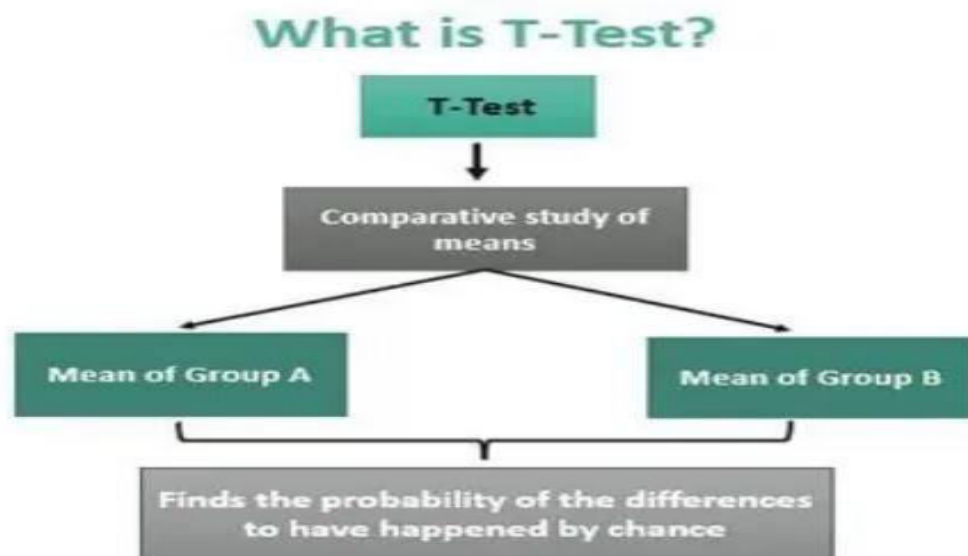 What is T-Test?
T-Test
Comparative study of
means
Mean of Group A
Mean of Group B
Finds the probability of the differences
to have happened by chance